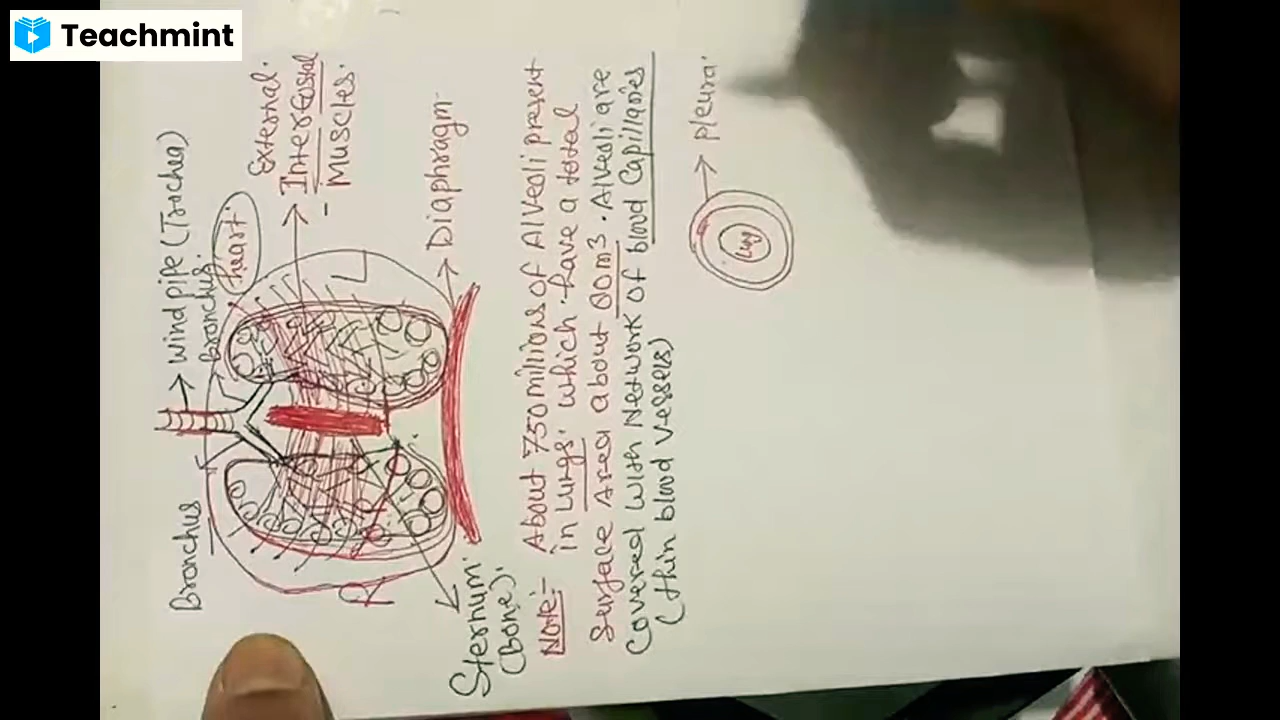 Teachmint
wind pipe (Trachea)
Bronchus
bronchus.
heart.
External.
Intercostal
- Muscles.
L
R
Diaphragm
Sternum.
(Bone).
Note:- About 750 millions of Alveoli present
in Lungs. which have a total
Surface Area about 80m3. Alveoli are
Covered with Network of blood Capillaries
(thin blood vessels)
pleura.
Lung